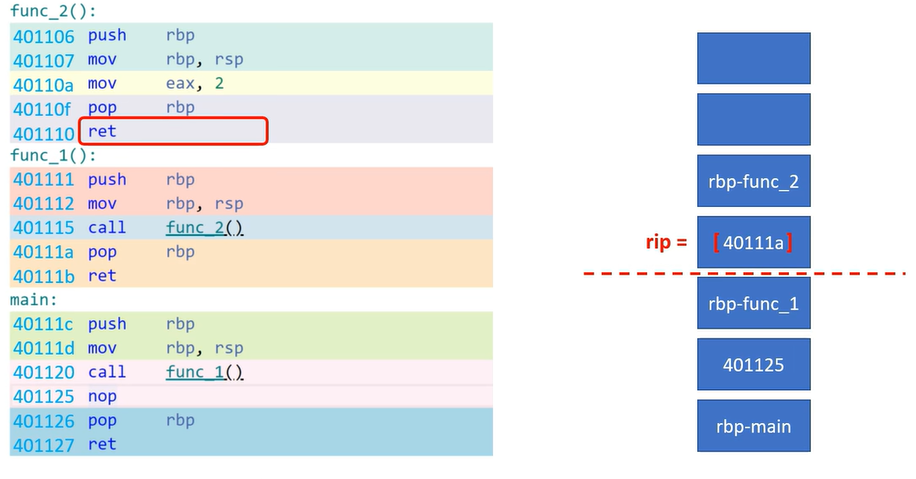 func_2():
401106 push rbp
401107 mov rbp, rsp
40110a mov eax, 2
40110f pop rbp
401110 ret
func_1():
401111 push rbp
401112 mov rbp, rsp
401115 call func_2()
40111a pop rbp
40111b ret
main:
40111c push rbp
40111d mov rbp, rsp
401120 call func_1()
401125 nop
401126 pop rbp
401127 ret
rbp-func_2
rip = [40111a]
rbp-func_1
401125
rbp-main